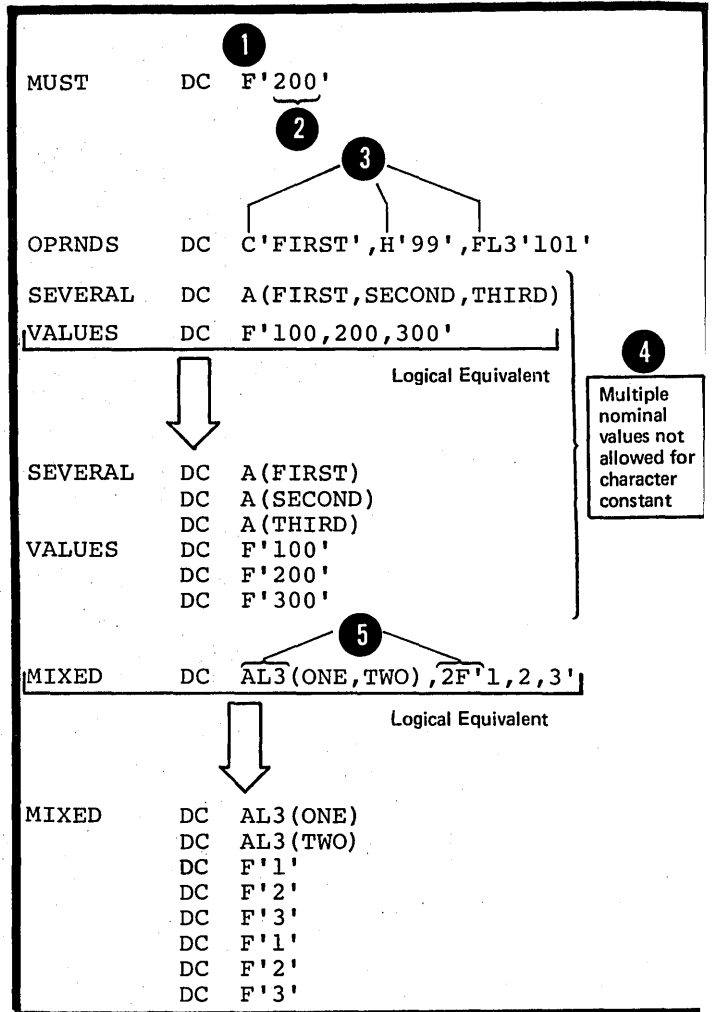 1
MUST DC F'200'
2
3
OPRNDS DC C'FIRST',H'99',FL3'101'
SEVERAL DC A(FIRST,SECOND,THIRD)
VALUES DC F'100,200,300'
Logical Equivalent
4
Multiple
nominal
values not
allowed for
character
constant
SEVERAL DC A(FIRST)
DC A(SECOND)
DC A(THIRD)
VALUES DC F'100'
DC F'200'
DC F'300'
5
MIXED DC AL3(ONE,TWO),2F'1,2,3'
Logical Equivalent
MIXED DC AL3(ONE)
DC AL3(TWO)
DC F'1'
DC F'2'
DC F'3'
DC F'1'
DC F'2'
DC F'3'